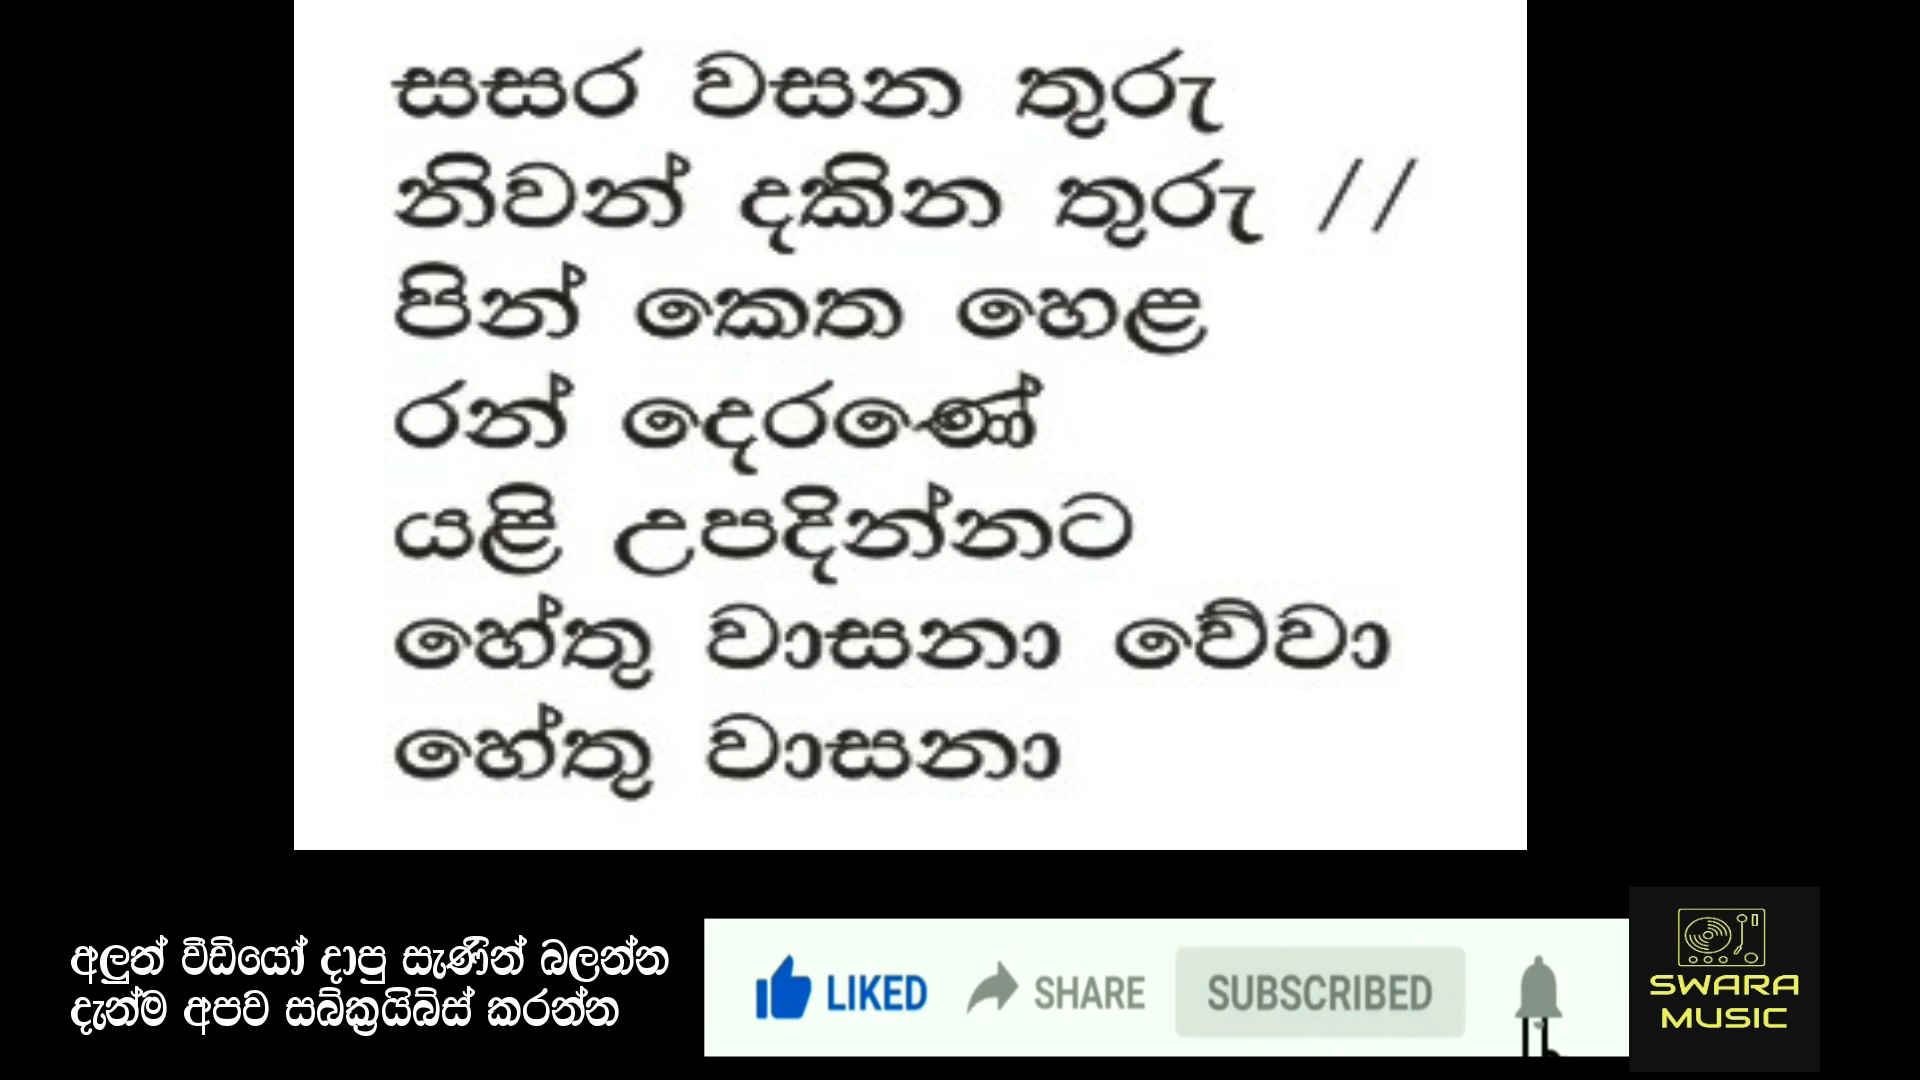 සසර වසන තුරු
නිවන් දකින තුරු //
පින් කෙත හෙළ
රන් දෙරණේ
යළි උපදින්නට
හේතු වාසනා වේවා
හේතු වාසනා
අලුත් වීඩියෝ දාපු සැණින් බලන්න
දැන්ම අපව සබ්ක්‍රයිබ්ස් කරන්න
LIKED SHARE SUBSCRIBED
SWARA
MUSIC